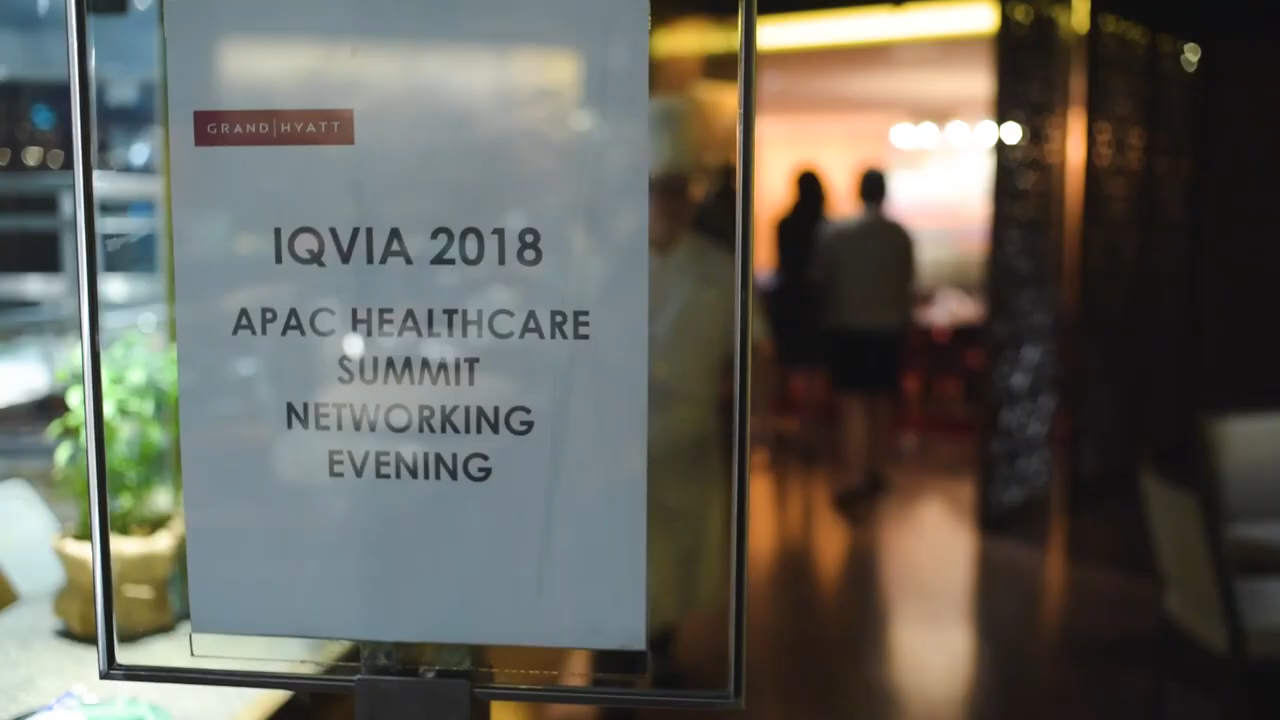 GRAND|HYATT
IQVIA 2018
APAC HEALTHCARE
SUMMIT
NETWORKING
EVENING